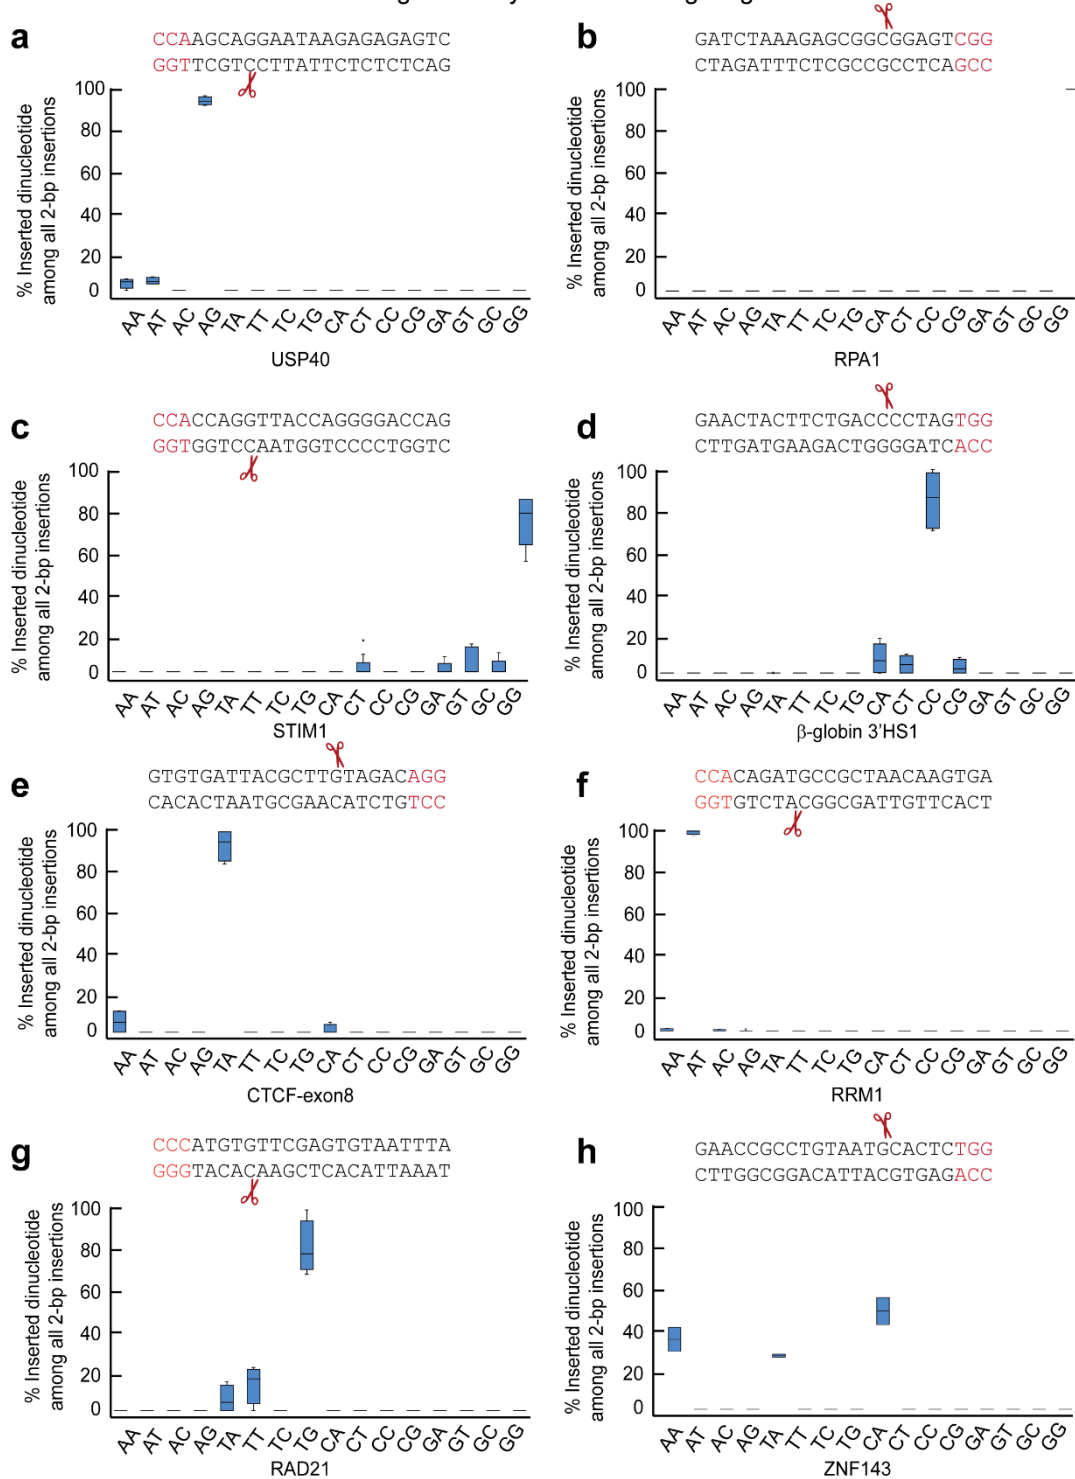 a
CCAAGCAGGAATAAGAGAGAGTC
GGTTCGTCCTTATTCTCTCTCAG
% Inserted dinucleotide
among all 2-bp insertions
100
80
60
40
20
0
AA AT AC AG TA TT TC TG CA CT CC CG GA GT GC GG
USP40
b
GATCTAAAGAGCGGCGGAGTCGG
CTAGATTTCTCGCCGCCTCAGCC
% Inserted dinucleotide
among all 2-bp insertions
100
80
60
40
20
0
AA AT AC AG TA TT TC TG CA CT CC CG GA GT GC GG
RPA1
c
CCACCAGGTTACCAGGGGACCAG
GGTGGTCCAATGGTCCCCTGGTC
% Inserted dinucleotide
among all 2-bp insertions
100
80
60
40
20
0
AA AT AC AG TA TT TC TG CA CT CC CG GA GT GC GG
STIM1
d
GAACTACTTCTGACCCCTAGTGG
CTTGATGAAGACTGGGGATCACC
% Inserted dinucleotide
among all 2-bp insertions
100
80
60
40
20
0
AA AT AC AG TA TT TC TG CA CT CC CG GA GT GC GG
β-globin 3'HS1
e
GTGTGATTACGCTTGTAGACAGG
CACACTAATGCGAACATCTGTCC
% Inserted dinucleotide
among all 2-bp insertions
100
80
60
40
20
0
AA AT AC AG TA TT TC TG CA CT CC CG GA GT GC GG
CTCF-exon8
f
CCACAGATGCCGCTAACAAGTGA
GGTGTCTACGGCGATTGTTCACT
% Inserted dinucleotide
among all 2-bp insertions
100
80
60
40
20
0
AA AT AC AG TA TT TC TG CA CT CC CG GA GT GC GG
RRM1
g
CCCATGTGTTCGAGTGTAATTTA
GGGTACACAAGCTCACATTAAAT
% Inserted dinucleotide
among all 2-bp insertions
100
80
60
40
20
0
AA AT AC AG TA TT TC TG CA CT CC CG GA GT GC GG
RAD21
h
GAACCGCCTGTAATGCACTCTGG
CTTGGCGGACATTACGTGAGACC
% Inserted dinucleotide
among all 2-bp insertions
100
80
60
40
20
0
AA AT AC AG TA TT TC TG CA CT CC CG GA GT GC GG
ZNF143